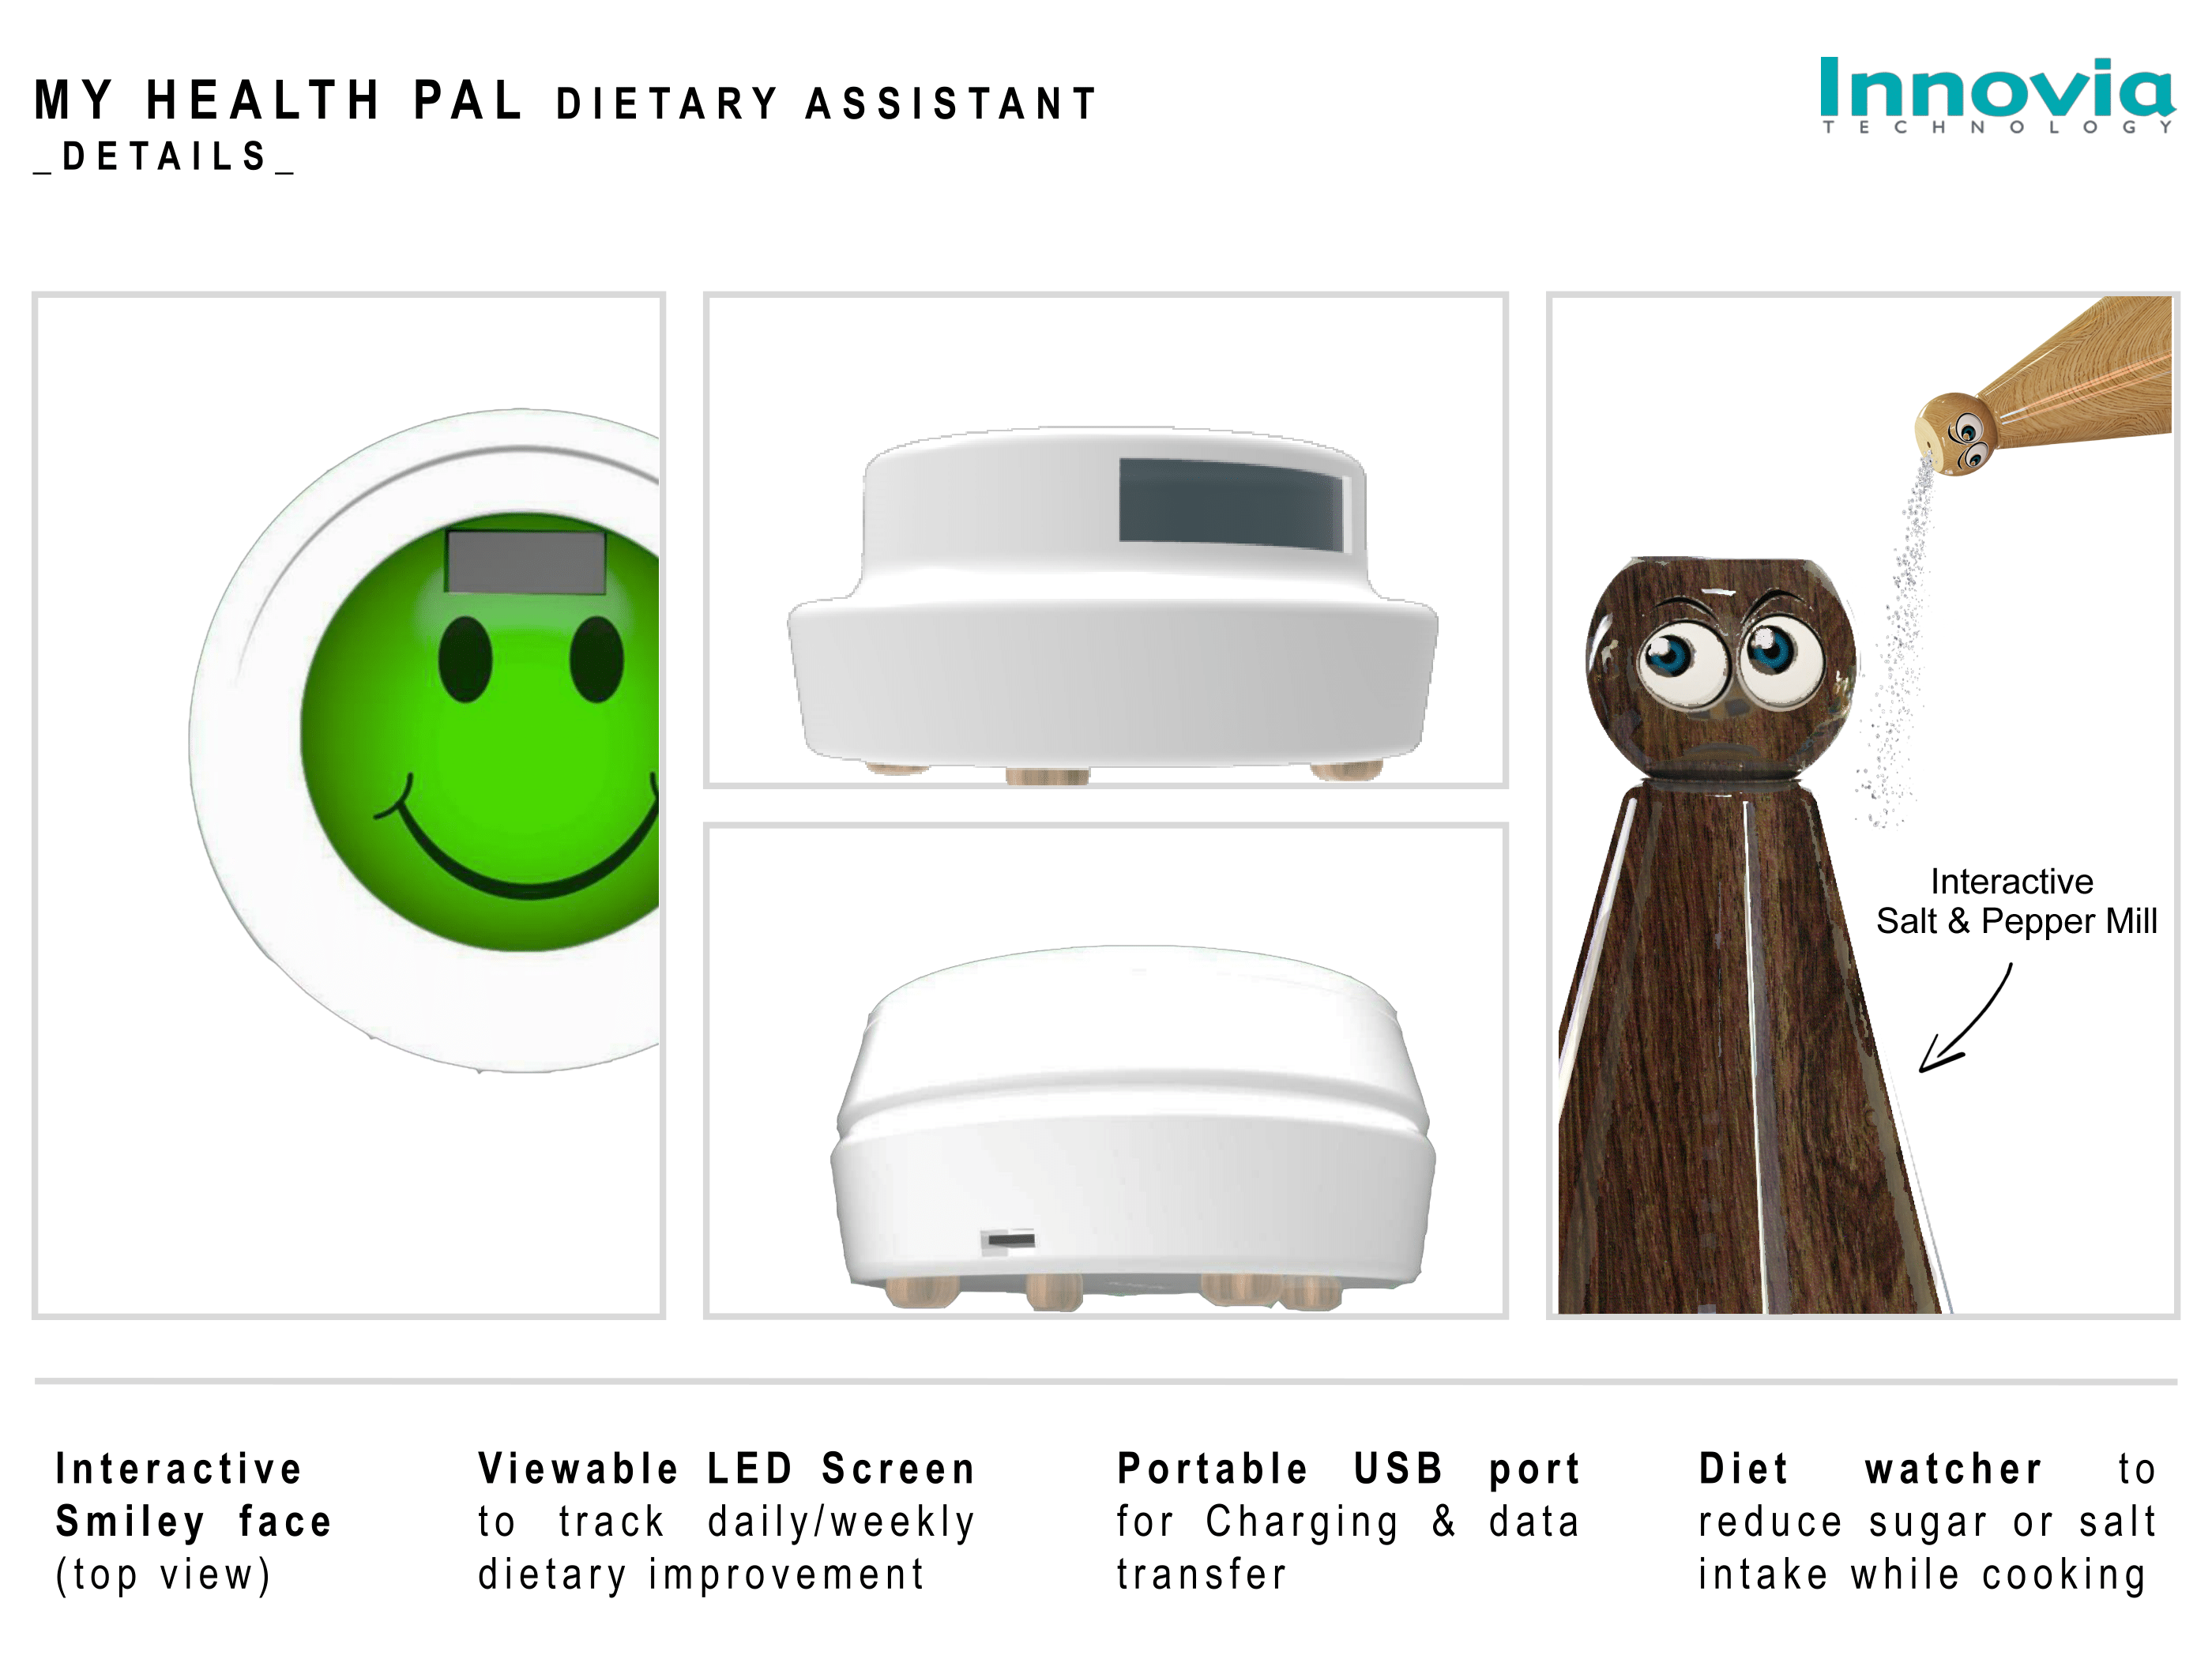 MY HEALTH PAL DIETARY ASSISTANT
_DETAILS_
Innovia
TECHNOLOGY
Interactive
Salt & Pepper Mill
Interactive
Smiley face
(top view)
Viewable LED Screen
to track daily/weekly
dietary improvement
Portable USB port
for Charging & data
transfer
Diet watcher to
reduce sugar or salt
intake while cooking